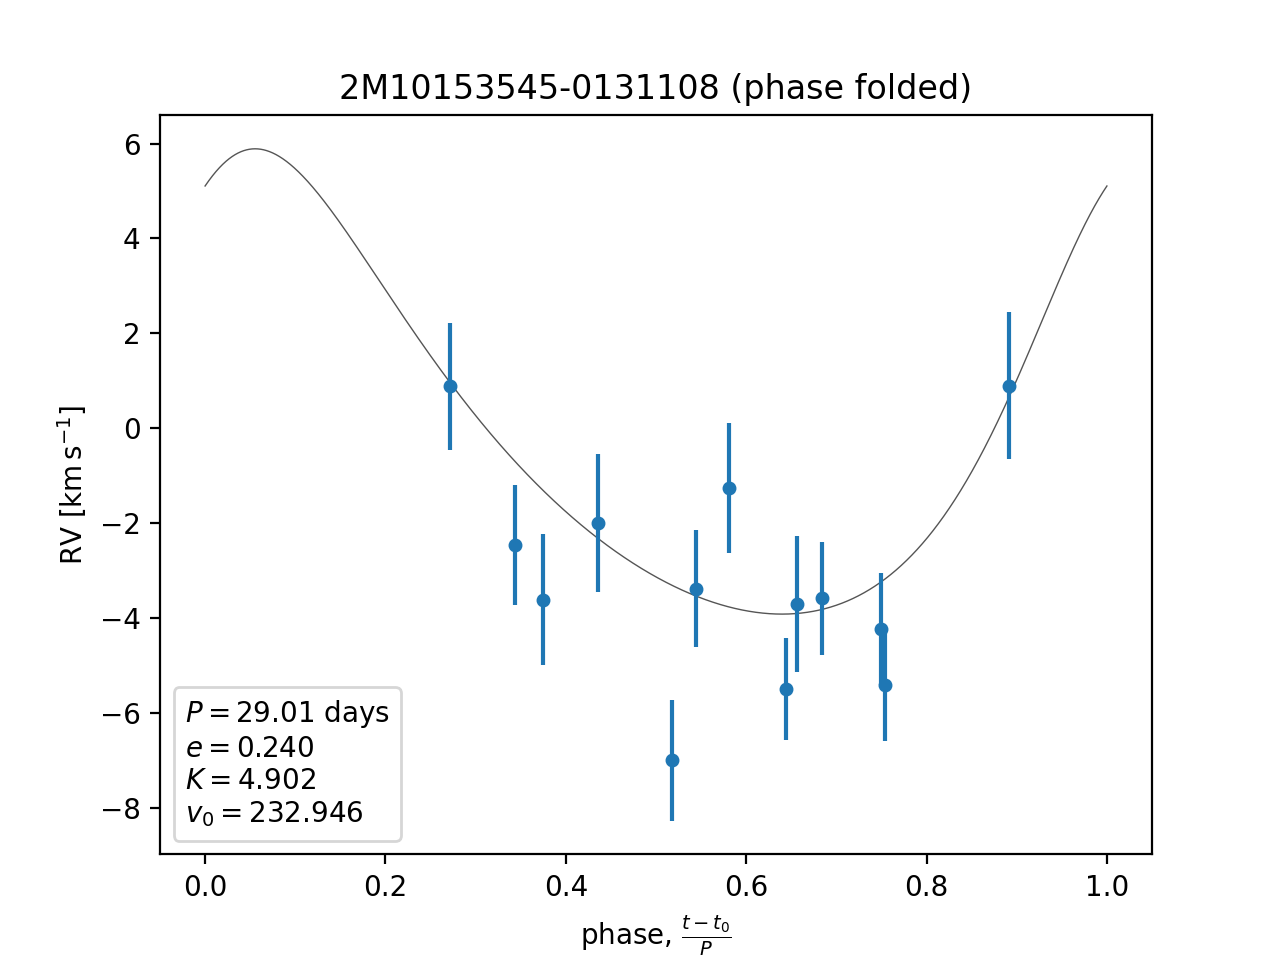 2M10153545-0131108 (phase folded)
6
4
2
0
−2
−4
−6
−8
RV [km s⁻¹]
P = 29.01 days
e = 0.240
K = 4.902
v₀ = 232.946
0.0 0.2 0.4 0.6 0.8 1.0
phase, (t − t₀)/P